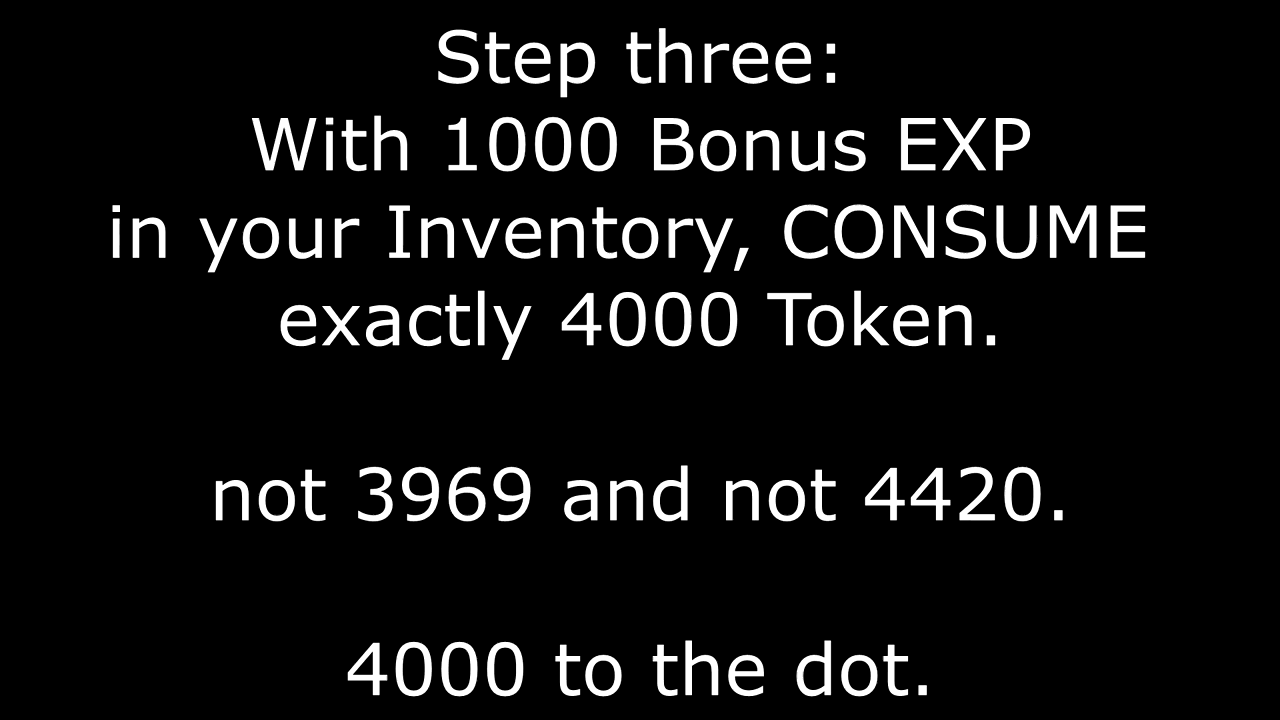 Step three:
With 1000 Bonus EXP
in your Inventory, CONSUME
exactly 4000 Token.
not 3969 and not 4420.
4000 to the dot.